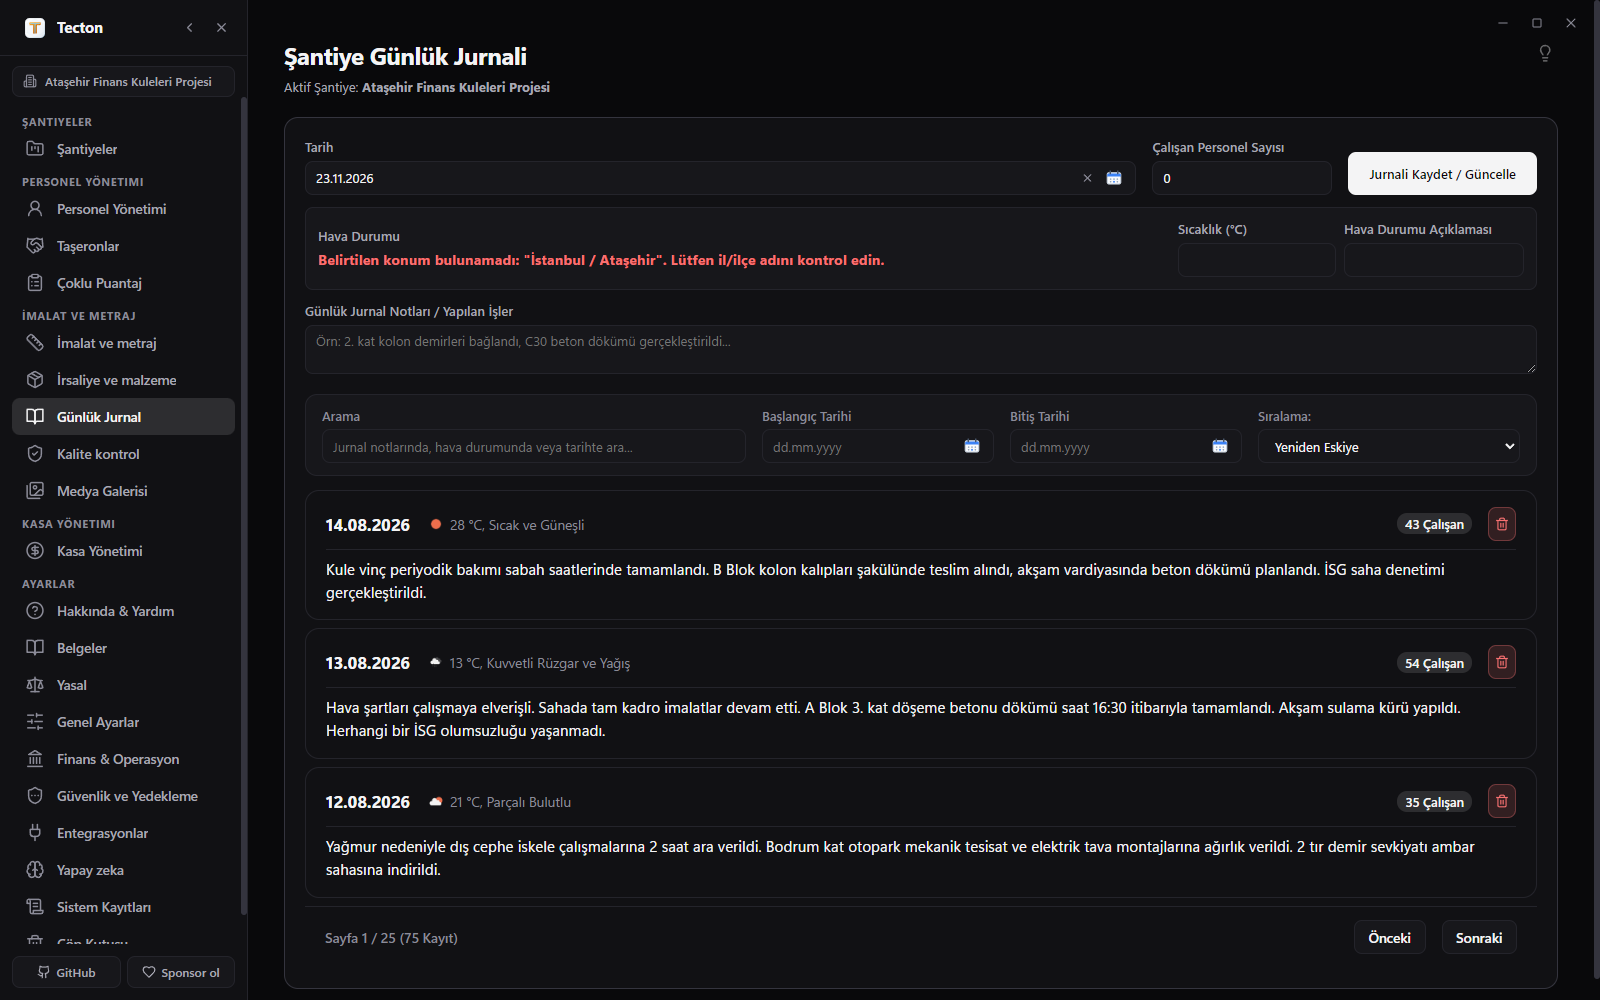 Tecton
Ataşehir Finans Kuleleri Projesi
ŞANTIYELER
Şantiyeler
PERSONEL YÖNETIMI
Personel Yönetimi
Taşeronlar
Çoklu Puantaj
İMALAT VE METRAJ
İmalat ve metraj
İrsaliye ve malzeme
Günlük Jurnal
Kalite kontrol
Medya Galerisi
KASA YÖNETIMI
Kasa Yönetimi
AYARLAR
Hakkında & Yardım
Belgeler
Yasal
Genel Ayarlar
Finans & Operasyon
Güvenlik ve Yedekleme
Entegrasyonlar
Yapay zeka
Sistem Kayıtları
Çöp Kutusu
GitHub
Sponsor ol
Şantiye Günlük Jurnali
Aktif Şantiye: Ataşehir Finans Kuleleri Projesi
Tarih
23.11.2026
Çalışan Personel Sayısı
0
Jurnali Kaydet / Güncelle
Hava Durumu
Belirtilen konum bulunamadı: "İstanbul / Ataşehir". Lütfen il/ilçe adını kontrol edin.
Sıcaklık (°C)
Hava Durumu Açıklaması
Günlük Jurnal Notları / Yapılan İşler
Örn: 2. kat kolon demirleri bağlandı, C30 beton dökümü gerçekleştirildi...
Arama
Jurnal notlarında, hava durumunda veya tarihte ara...
Başlangıç Tarihi
dd.mm.yyyy
Bitiş Tarihi
dd.mm.yyyy
Sıralama:
Yeniden Eskiye
14.08.2026
28 °C, Sıcak ve Güneşli
43 Çalışan
Kule vinç periyodik bakımı sabah saatlerinde tamamlandı. B Blok kolon kalıpları şakülünde teslim alındı, akşam vardiyasında beton dökümü planlandı. İSG saha denetimi
gerçekleştirildi.
13.08.2026
13 °C, Kuvvetli Rüzgar ve Yağış
54 Çalışan
Hava şartları çalışmaya elverişli. Sahada tam kadro imalatlar devam etti. A Blok 3. kat döşeme betonu dökümü saat 16:30 itibarıyla tamamlandı. Akşam sulama kürü yapıldı.
Herhangi bir İSG olumsuzluğu yaşanmadı.
12.08.2026
21 °C, Parçalı Bulutlu
35 Çalışan
Yağmur nedeniyle dış cephe iskele çalışmalarına 2 saat ara verildi. Bodrum kat otopark mekanik tesisat ve elektrik tava montajlarına ağırlık verildi. 2 tır demir sevkiyatı ambar
sahasına indirildi.
Sayfa 1 / 25 (75 Kayıt)
Önceki
Sonraki